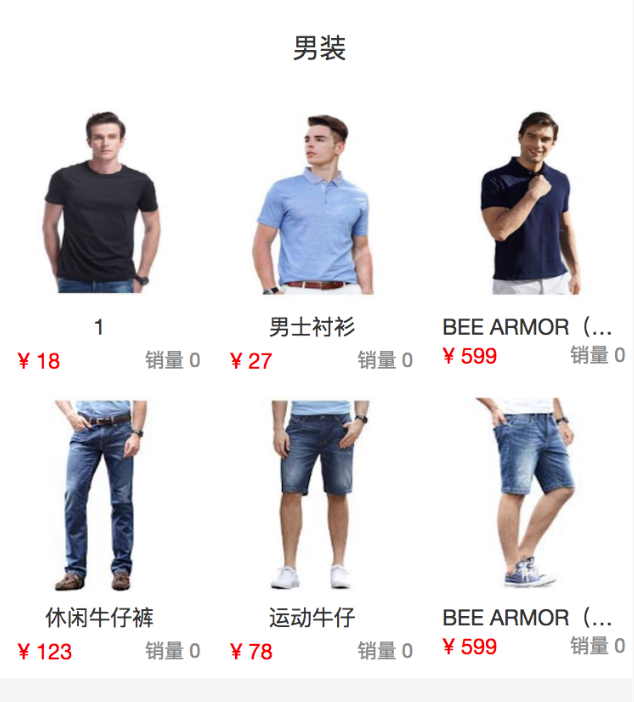 男装
1
男士衬衫
BEE ARMOR（...
¥ 18
销量 0
¥ 27
销量 0
¥ 599
销量 0
休闲牛仔裤
运动牛仔
BEE ARMOR（...
¥ 123
销量 0
¥ 78
销量 0
¥ 599
销量 0